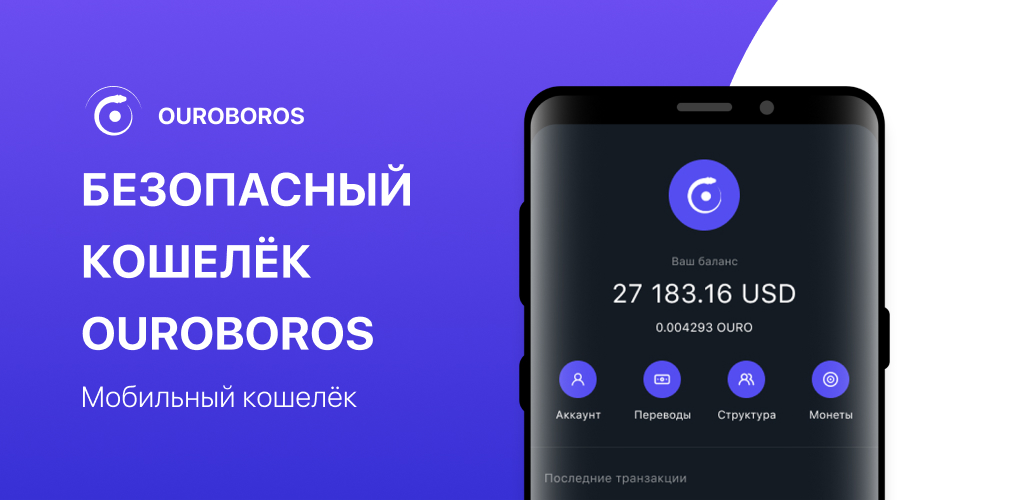 OUROBOROS
БЕЗОПАСНЫЙ
КОШЕЛЁК
OUROBOROS
Мобильный кошелёк
Ваш баланс
27 183.16 USD
0.004293 OURO
Аккаунт Переводы Структура Монеты
Последние транзакции